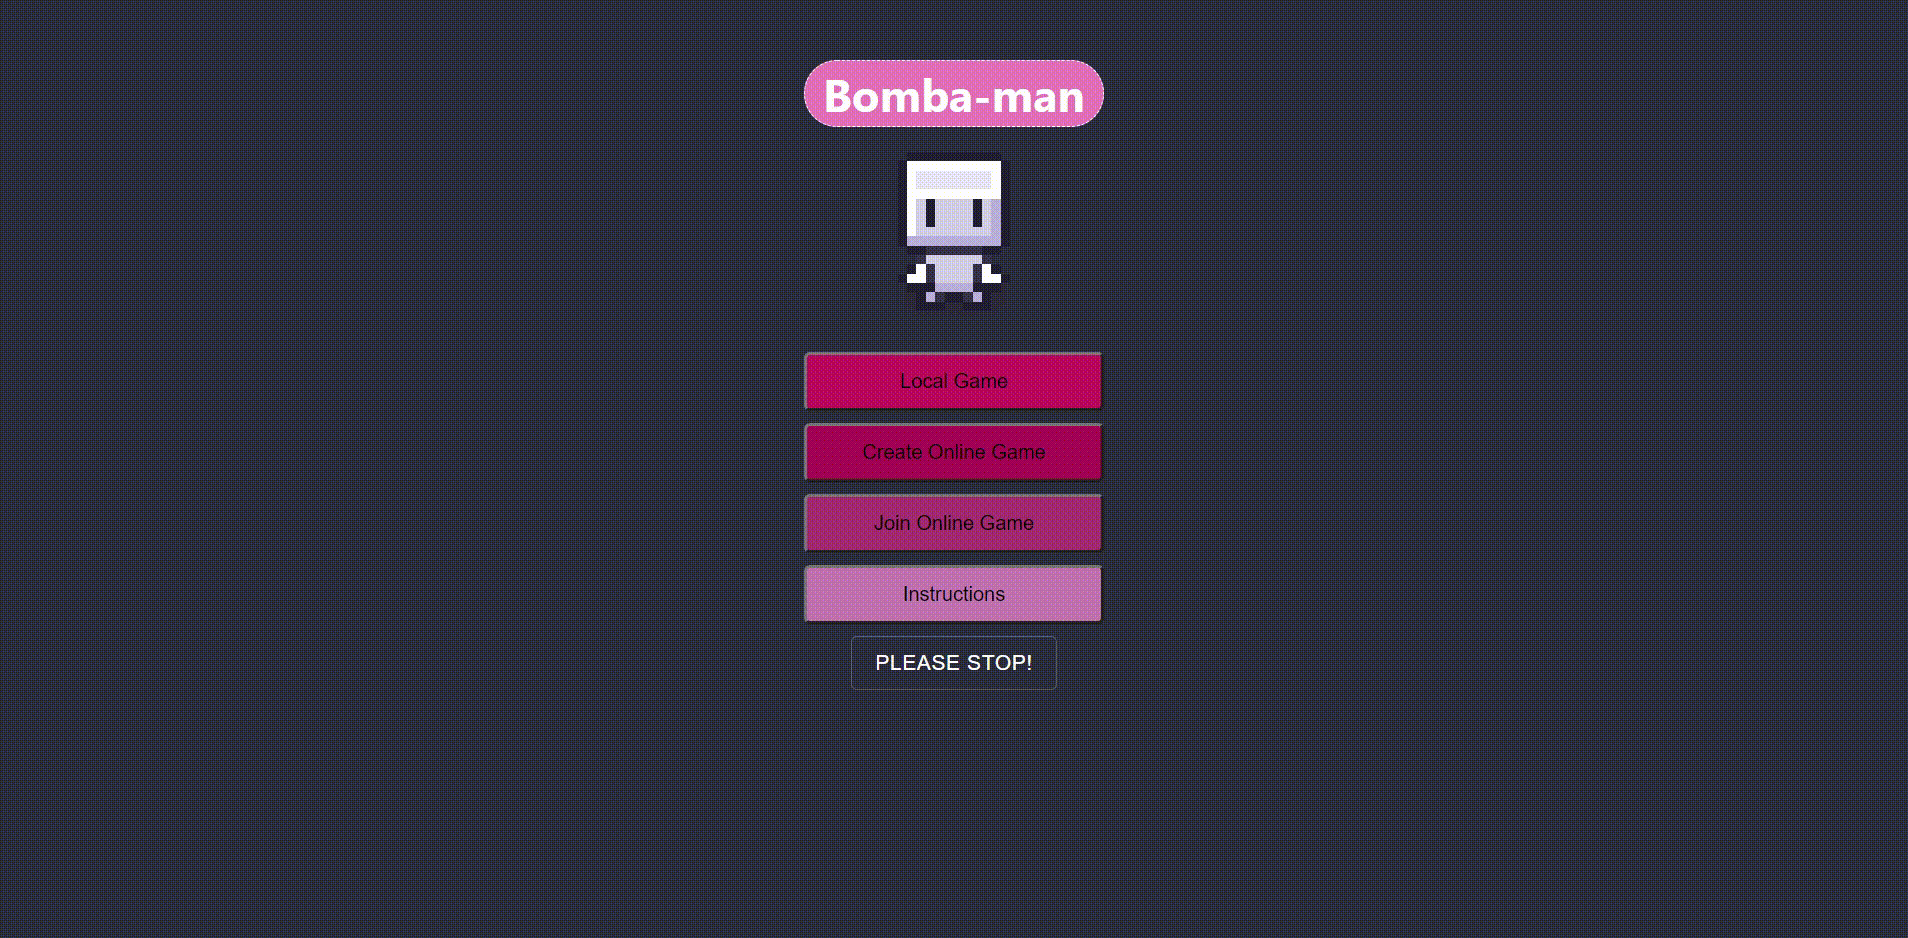 Bomba-man
Local Game
Create Online Game
Join Online Game
Instructions
PLEASE STOP!